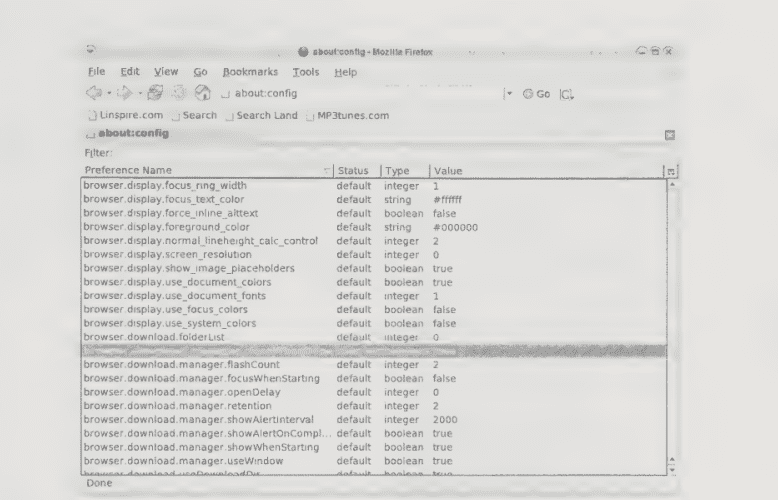 about:config - Mozilla Firefox
File Edit View Go Bookmarks Tools Help
about:config Go
Linspire.com Search Search Land MP3tunes.com
about:config
Filter:
Preference Name Status Type Value
browser.display.focus_ring_width default integer 1
browser.display.focus_text_color default string #ffffff
browser.display.force_inline_alttext default boolean false
browser.display.foreground_color default string #000000
browser.display.normal_lineheight_calc_control default integer 2
browser.display.screen_resolution default integer 0
browser.display.show_image_placeholders default boolean true
browser.display.use_document_colors default boolean true
browser.display.use_document_fonts default integer 1
browser.display.use_focus_colors default boolean false
browser.display.use_system_colors default boolean false
browser.download.folderList default integer 0
browser.download.manager.flashCount default integer 2
browser.download.manager.focusWhenStarting default boolean false
browser.download.manager.openDelay default integer 0
browser.download.manager.retention default integer 2
browser.download.manager.showAlertInterval default integer 2000
browser.download.manager.showAlertOnCompl... default boolean true
browser.download.manager.showWhenStarting default boolean true
browser.download.manager.useWindow default boolean true
browser.download.useDownloadDir default boolean true
Done